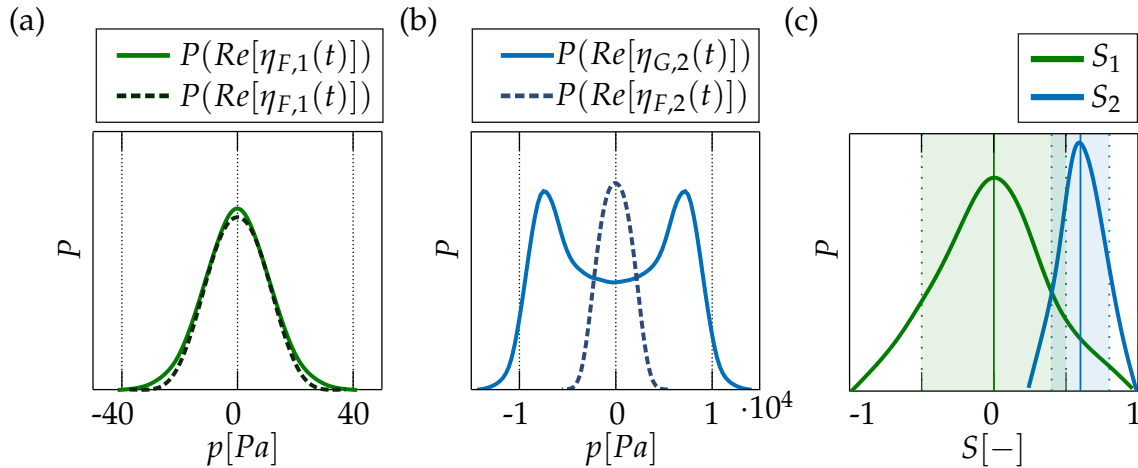 (a)
P(Re[η_{F,1}(t)])
P(Re[η_{F,1}(t)])
P
-40 0 40
p[Pa]
(b)
P(Re[η_{G,2}(t)])
P(Re[η_{F,2}(t)])
P
-1 0 1 ·10^4
p[Pa]
(c)
S_1
S_2
P
-1 0 1
S[−]